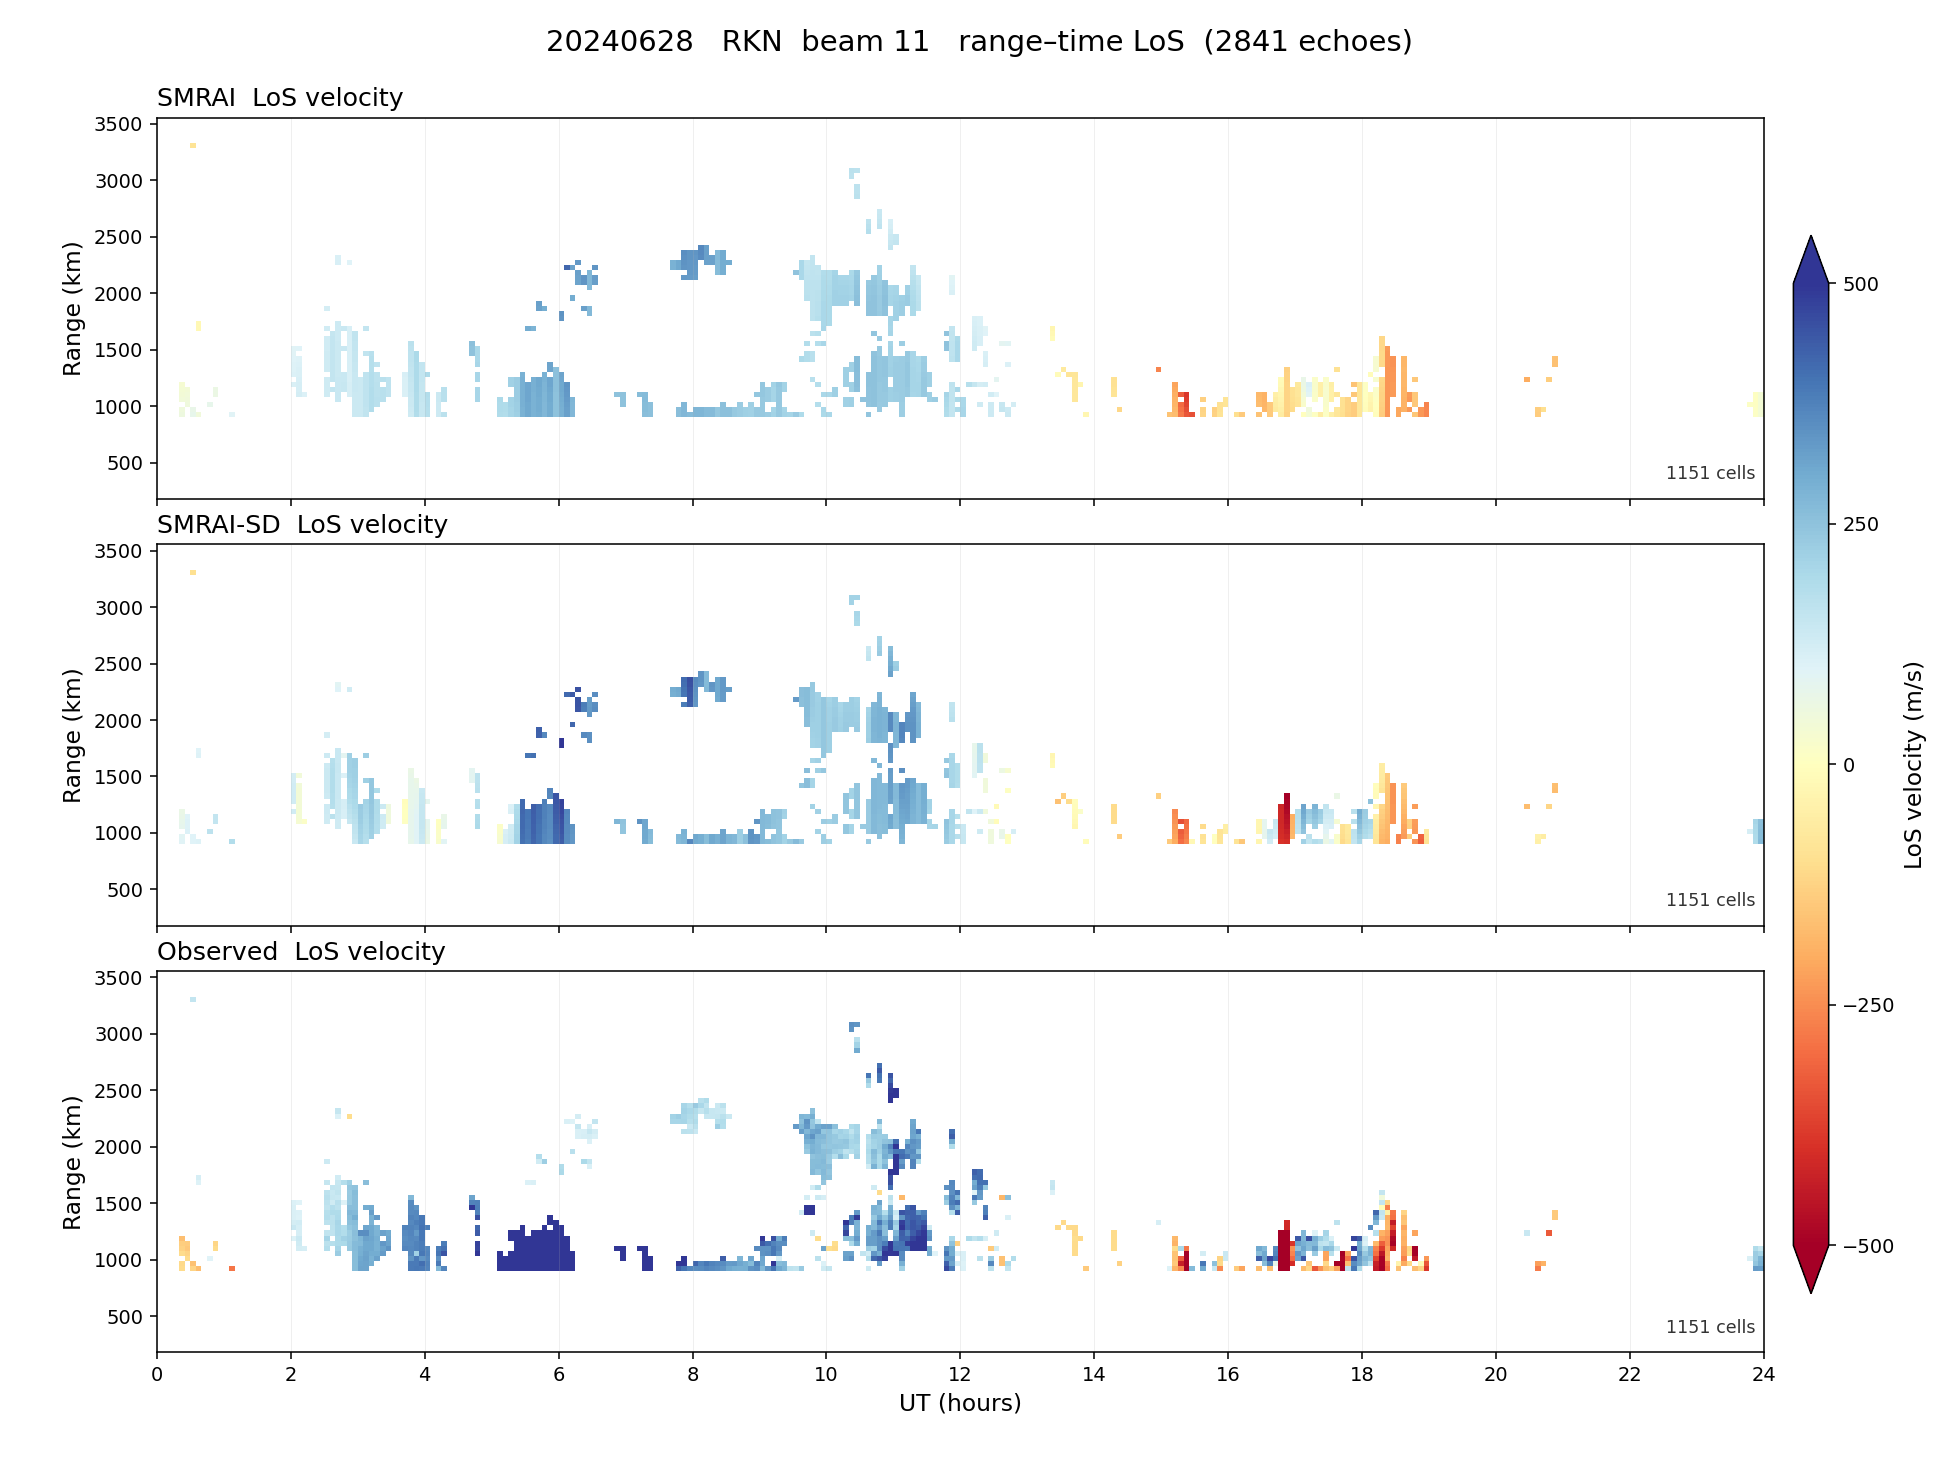 20240628   RKN  beam 11   range–time LoS  (2841 echoes)
SMRAI  LoS velocity
3500
3000
2500
2000
1500
1000
500
Range (km)
1151 cells
SMRAI-SD  LoS velocity
3500
3000
2500
2000
1500
1000
500
Range (km)
1151 cells
Observed  LoS velocity
3500
3000
2500
2000
1500
1000
500
Range (km)
1151 cells
0 2 4 6 8 10 12 14 16 18 20 22 24
UT (hours)
500
250
0
−250
−500
LoS velocity (m/s)